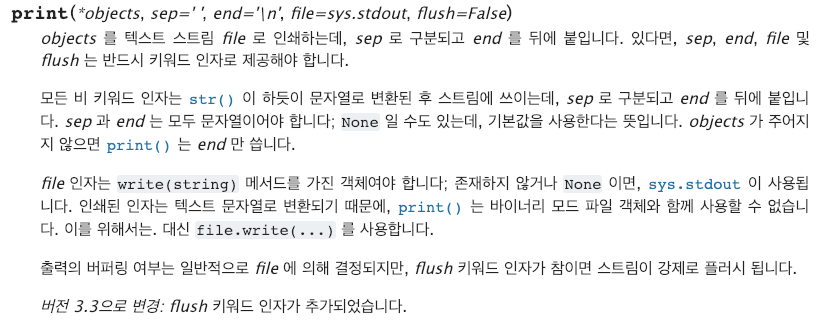 print(*objects, sep=' ', end='\n', file=sys.stdout, flush=False)
objects 를 텍스트 스트림 file 로 인쇄하는데, sep 로 구분되고 end 를 뒤에 붙입니다. 있다면, sep, end, file 및
flush 는 반드시 키워드 인자로 제공해야 합니다.
모든 비 키워드 인자는 str() 이 하듯이 문자열로 변환된 후 스트림에 쓰이는데, sep 로 구분되고 end 를 뒤에 붙입니
다. sep 과 end 는 모두 문자열이어야 합니다; None 일 수도 있는데, 기본값을 사용한다는 뜻입니다. objects 가 주어지
지 않으면 print() 는 end 만 씁니다.
file 인자는 write(string) 메서드를 가진 객체여야 합니다; 존재하지 않거나 None 이면, sys.stdout 이 사용됩
니다. 인쇄된 인자는 텍스트 문자열로 변환되기 때문에, print() 는 바이너리 모드 파일 객체와 함께 사용할 수 없습니
다. 이를 위해서는. 대신 file.write(...) 를 사용합니다.
출력의 버퍼링 여부는 일반적으로 file 에 의해 결정되지만, flush 키워드 인자가 참이면 스트림이 강제로 플러시 됩니다.
버전 3.3으로 변경: flush 키워드 인자가 추가되었습니다.